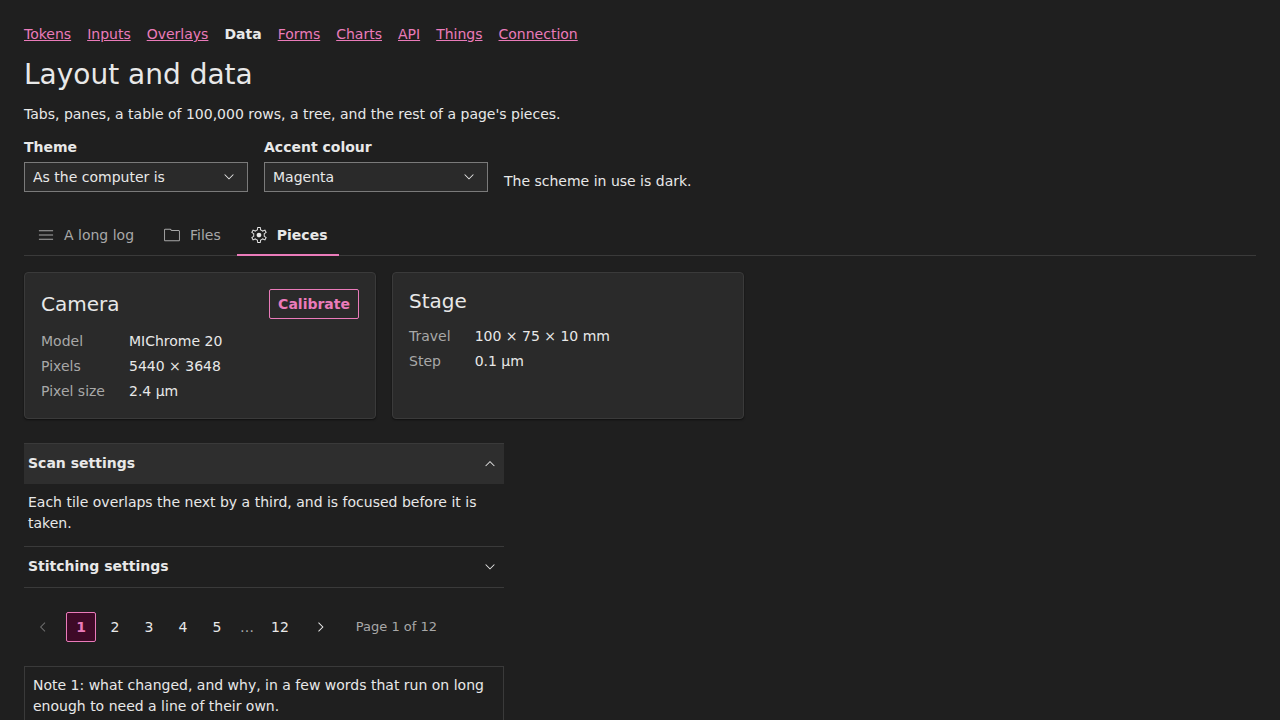 Tokens Inputs Overlays Data Forms Charts API Things Connection
Layout and data
Tabs, panes, a table of 100,000 rows, a tree, and the rest of a page's pieces.
Theme Accent colour
As the computer is Magenta The scheme in use is dark.
A long log Files Pieces
Camera Calibrate
Model MIChrome 20
Pixels 5440 × 3648
Pixel size 2.4 µm
Stage
Travel 100 × 75 × 10 mm
Step 0.1 µm
Scan settings
Each tile overlaps the next by a third, and is focused before it is
taken.
Stitching settings
1 2 3 4 5 … 12 Page 1 of 12
Note 1: what changed, and why, in a few words that run on long
enough to need a line of their own.